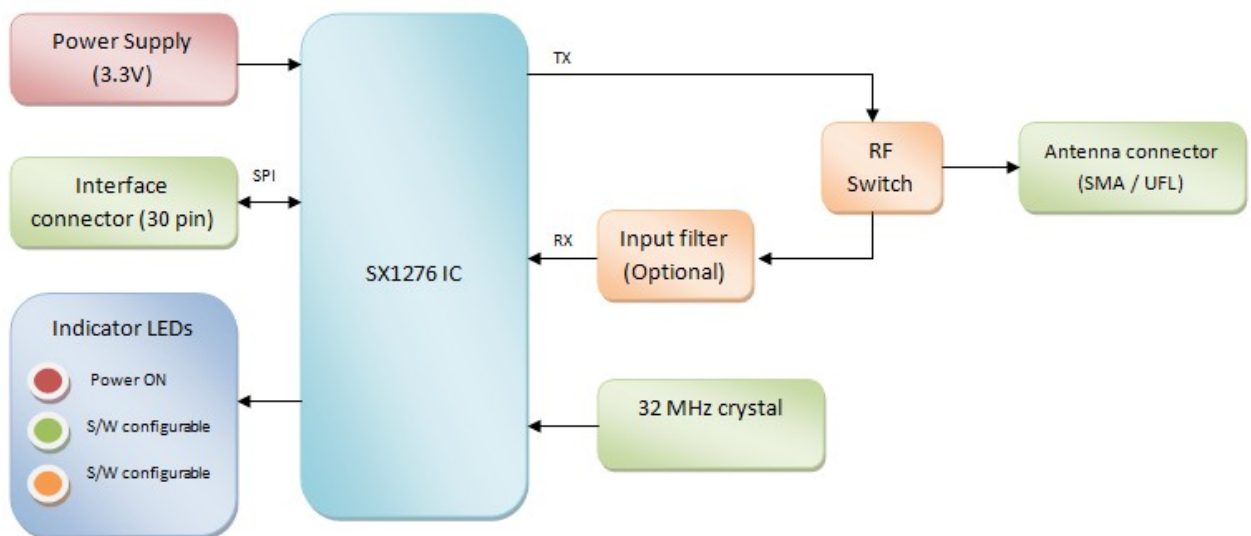 Power Supply
(3.3V)
Interface
connector (30 pin)
SPI
Indicator LEDs
Power ON
S/W configurable
S/W configurable
SX1276 IC
TX
RX
RF
Switch
Input filter
(Optional)
Antenna connector
(SMA / UFL)
32 MHz crystal